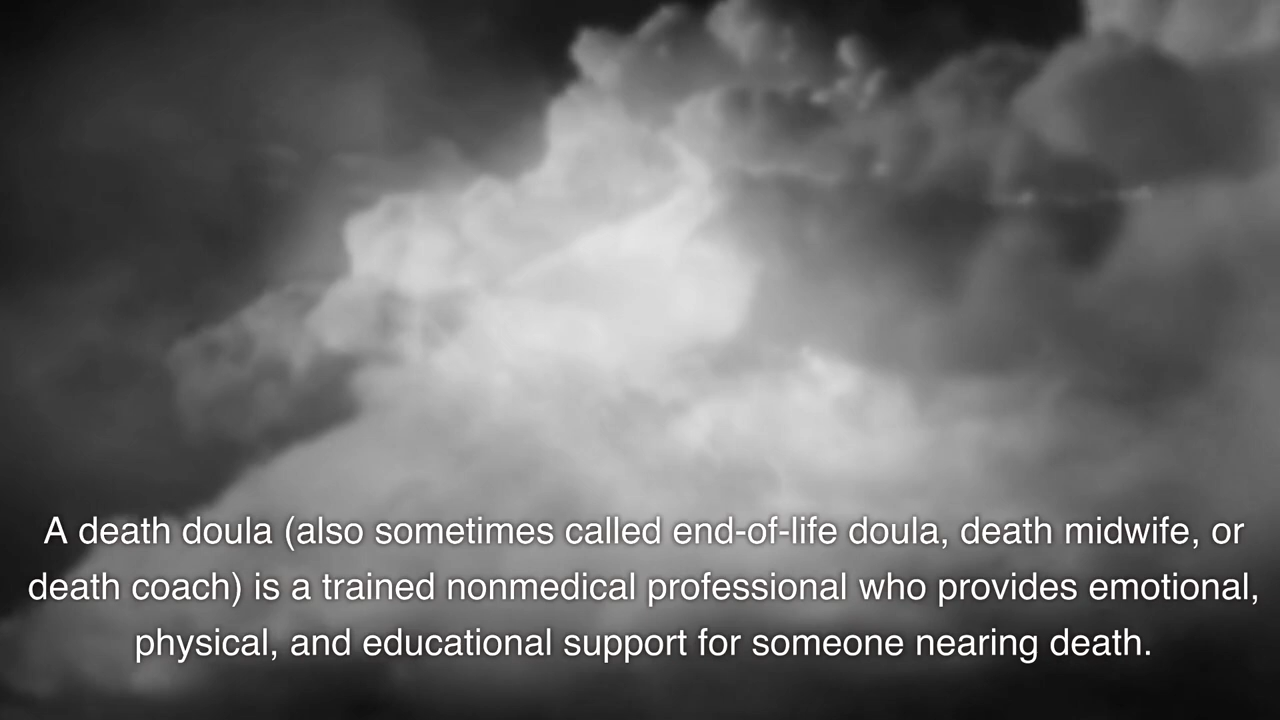 A death doula (also sometimes called end-of-life doula, death midwife, or
death coach) is a trained nonmedical professional who provides emotional,
physical, and educational support for someone nearing death.